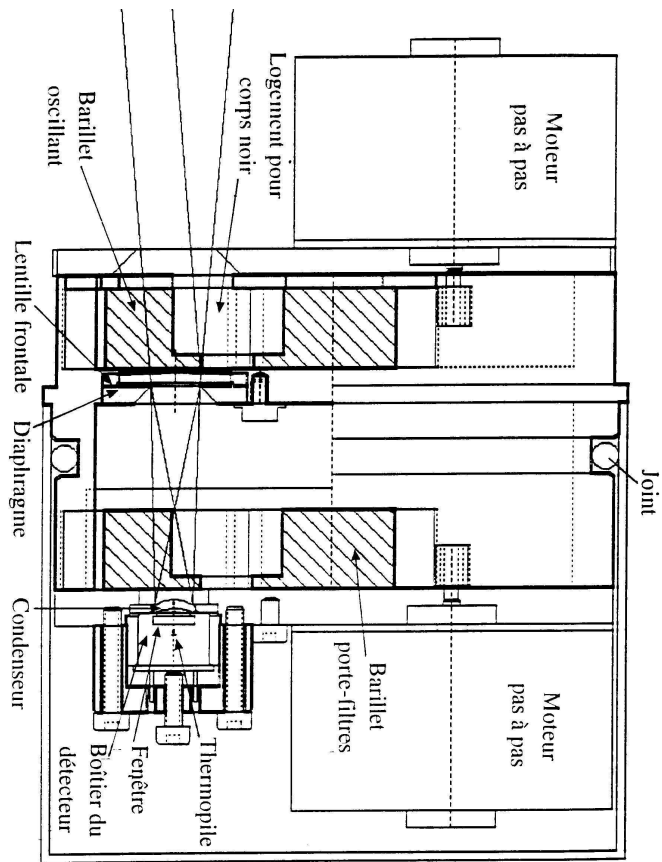 Moteur
pas à pas
Logement pour
corps noir
Barillet
oscillant
Lentille frontale
Diaphragme
Joint
Condenseur
Barillet
porte-filtres
Moteur
pas à pas
Thermopile
Fenêtre
Boîtier du
détecteur